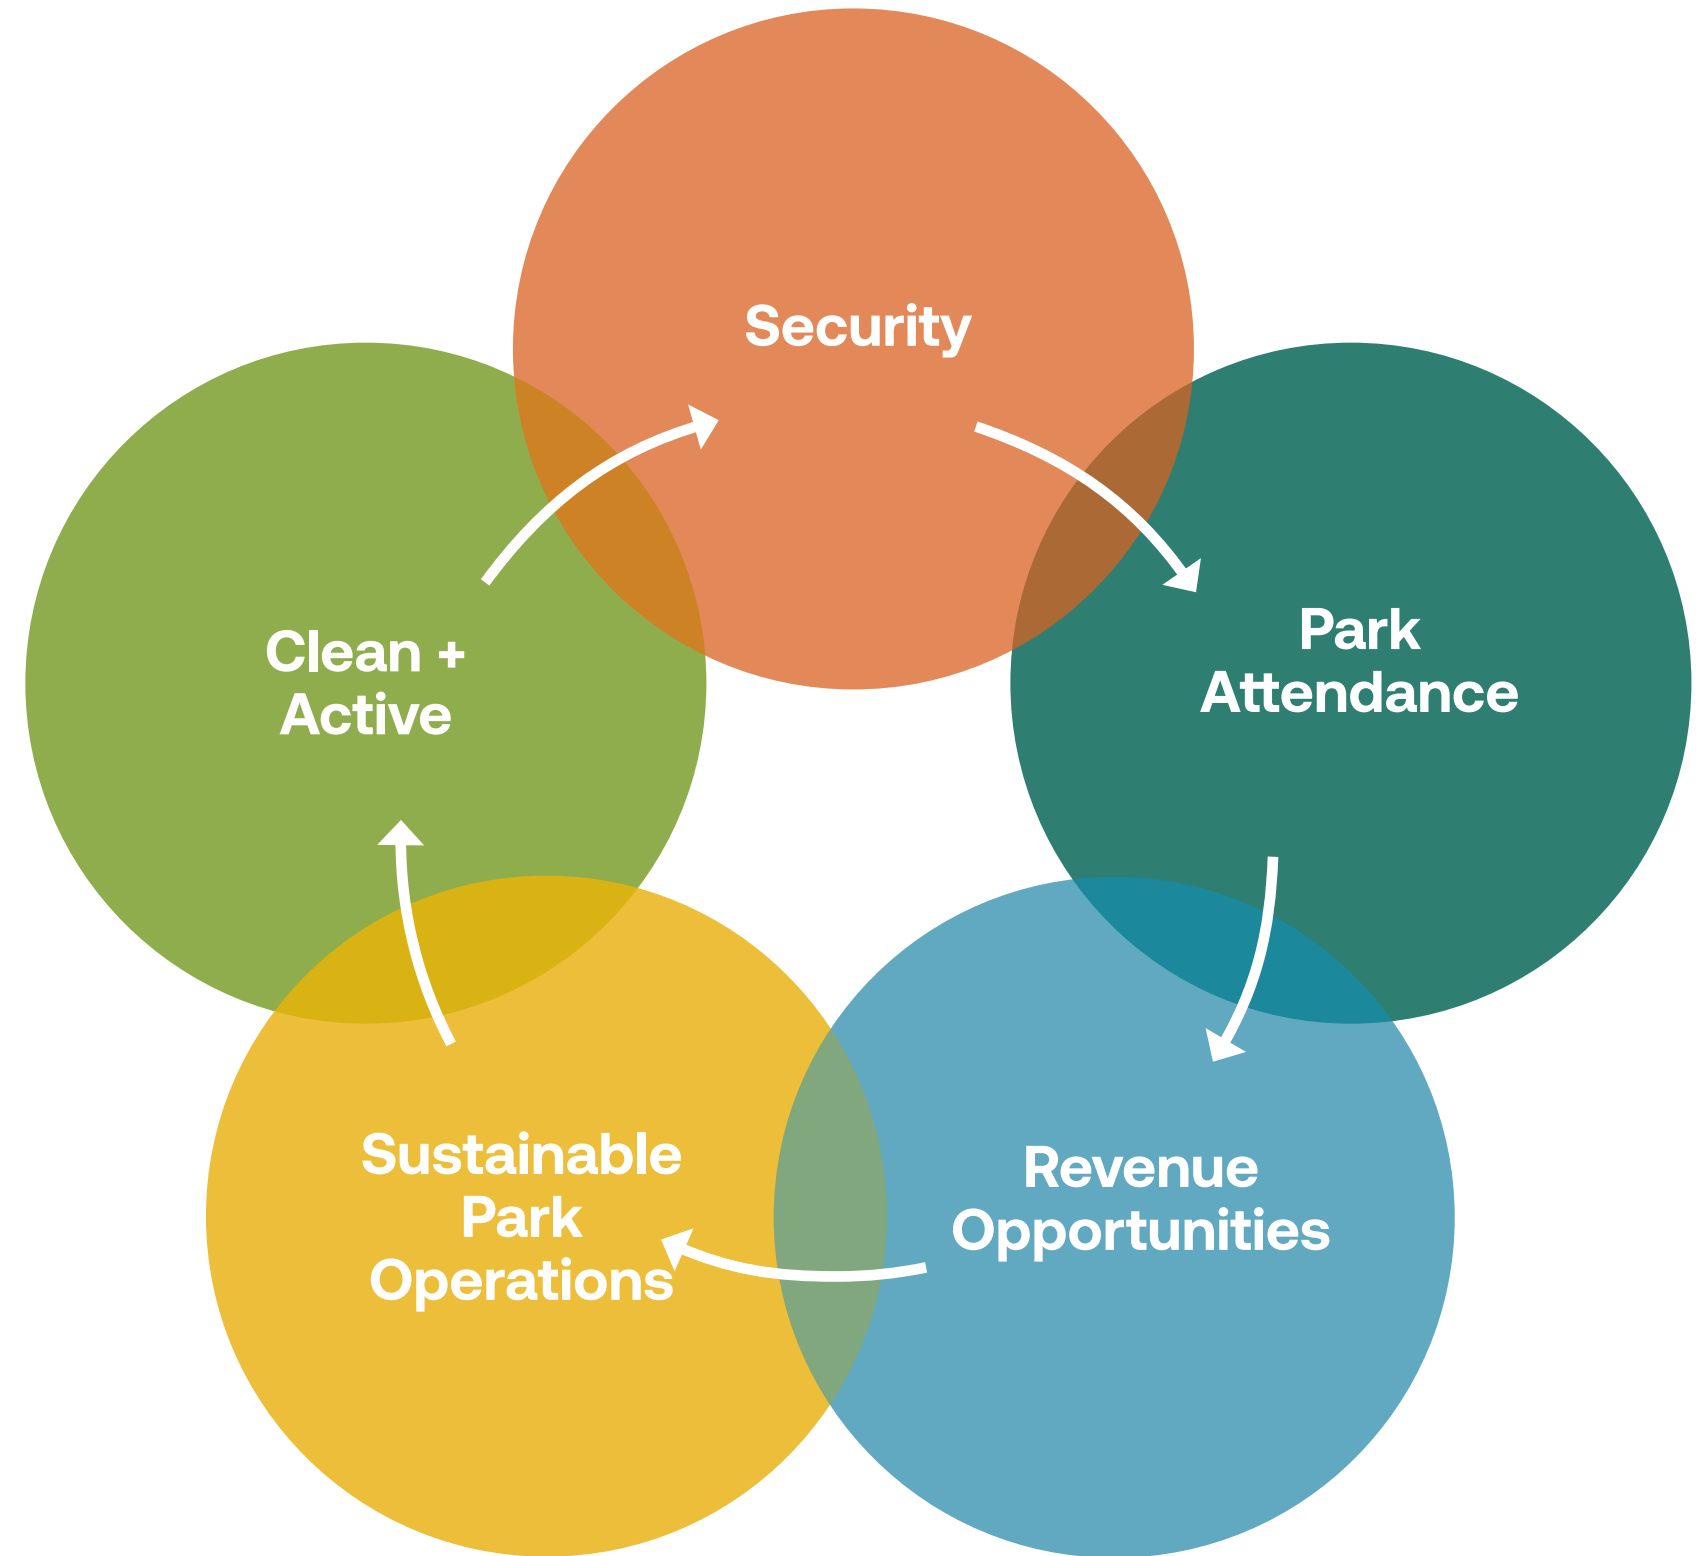 Security
Park
Attendance
Revenue
Opportunities
Sustainable
Park
Operations
Clean +
Active